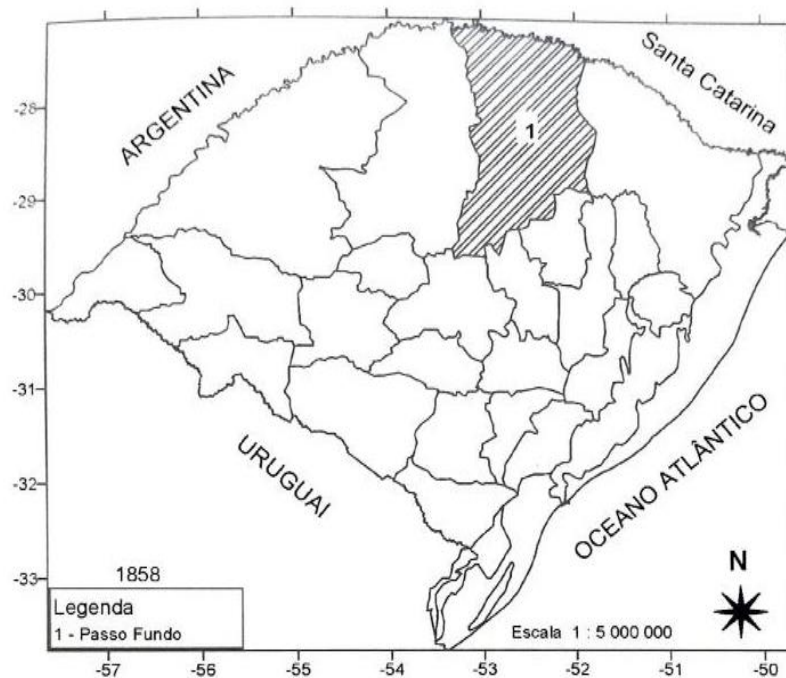 Santa Catarina
ARGENTINA
-28
1
-29
-30
-31
URUGUAI
OCEANO ATLÂNTICO
-32
-33
1858
N
Legenda
1 - Passo Fundo
Escala 1 : 5 000 000
-57
-56
-55
-54
-53
-52
-51
-50